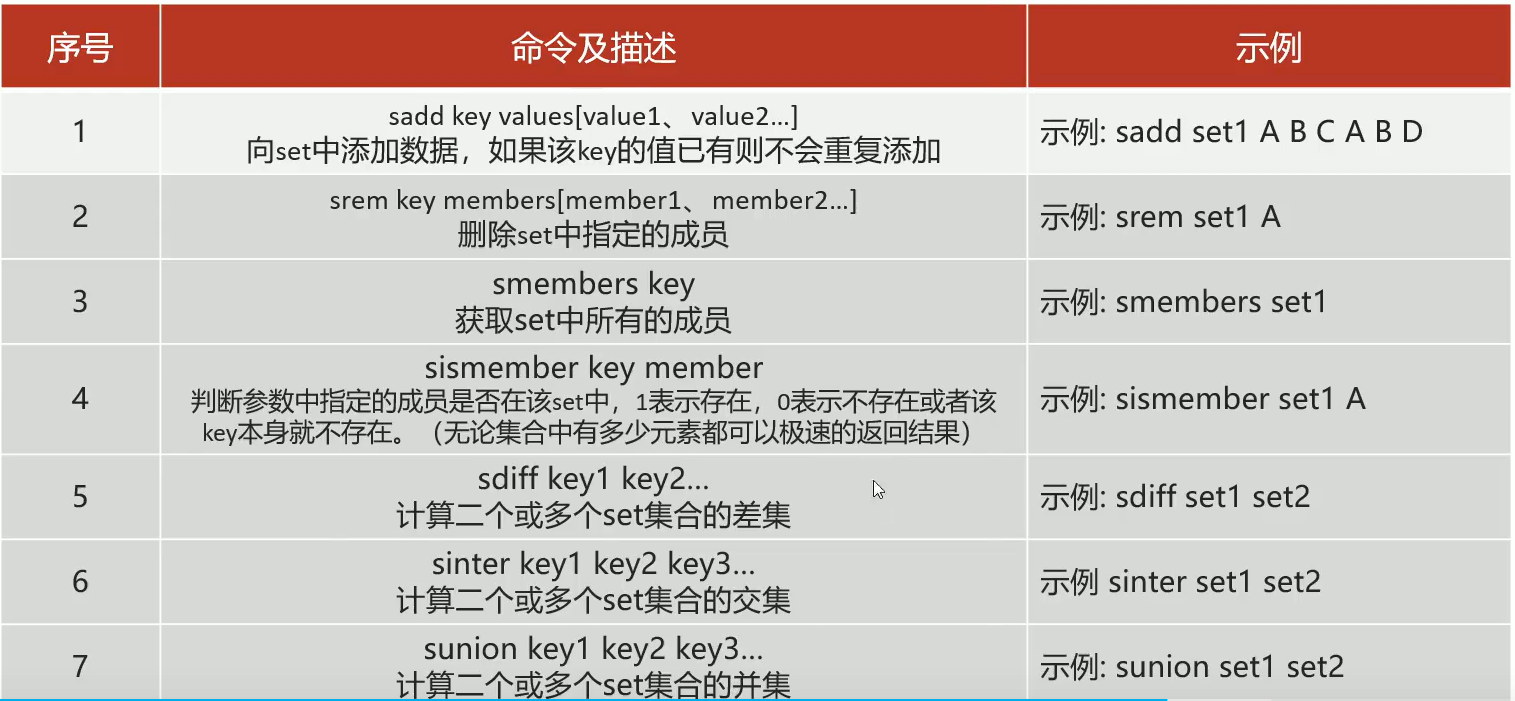 序号 命令及描述 示例
1 sadd key values[value1、value2...] 示例: sadd set1 A B C A B D
向set中添加数据，如果该key的值已有则不会重复添加
2 srem key members[member1、member2...] 示例: srem set1 A
删除set中指定的成员
3 smembers key 示例: smembers set1
获取set中所有的成员
4 sismember key member 示例: sismember set1 A
判断参数中指定的成员是否在该set中，1表示存在，0表示不存在或者该
key本身就不存在。（无论集合中有多少元素都可以极速的返回结果）
5 sdiff key1 key2... 示例: sdiff set1 set2
计算二个或多个set集合的差集
6 sinter key1 key2 key3... 示例 sinter set1 set2
计算二个或多个set集合的交集
7 sunion key1 key2 key3... 示例: sunion set1 set2
计算二个或多个set集合的并集